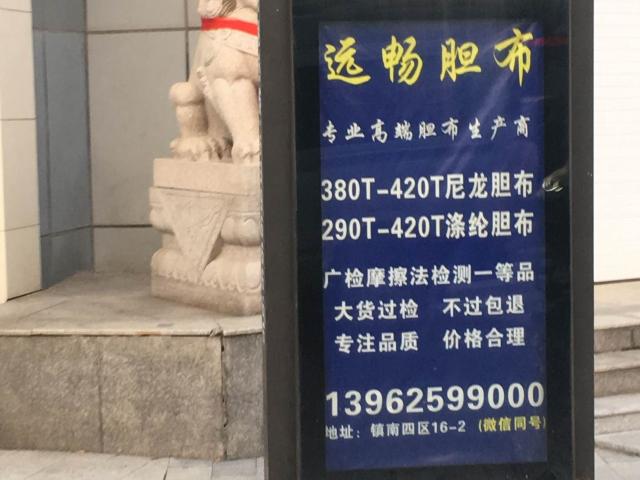 远畅胆布
专业高端胆布生产商
380T-420T尼龙胆布
290T-420T涤纶胆布
广检摩擦法检测一等品
大货过检 不过包退
专注品质 价格合理
13962599000
地址：镇南四区16-2 (微信同号)